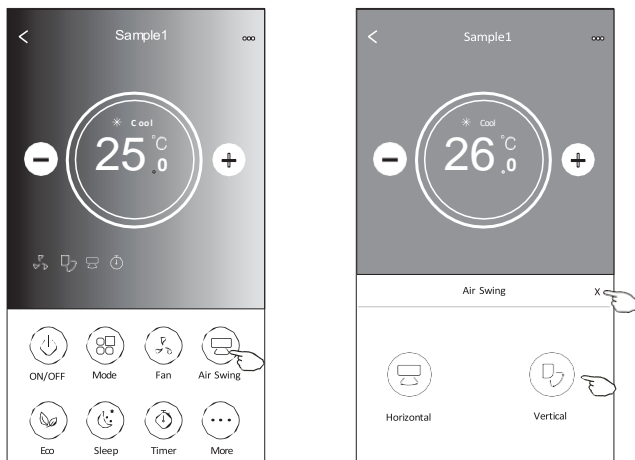 Sample1
Cool
25.0 °C
ON/OFF Mode Fan Air Swing
Eco Sleep Timer More
Sample1
Cool
26.0 °C
Air Swing X
Horizontal Vertical